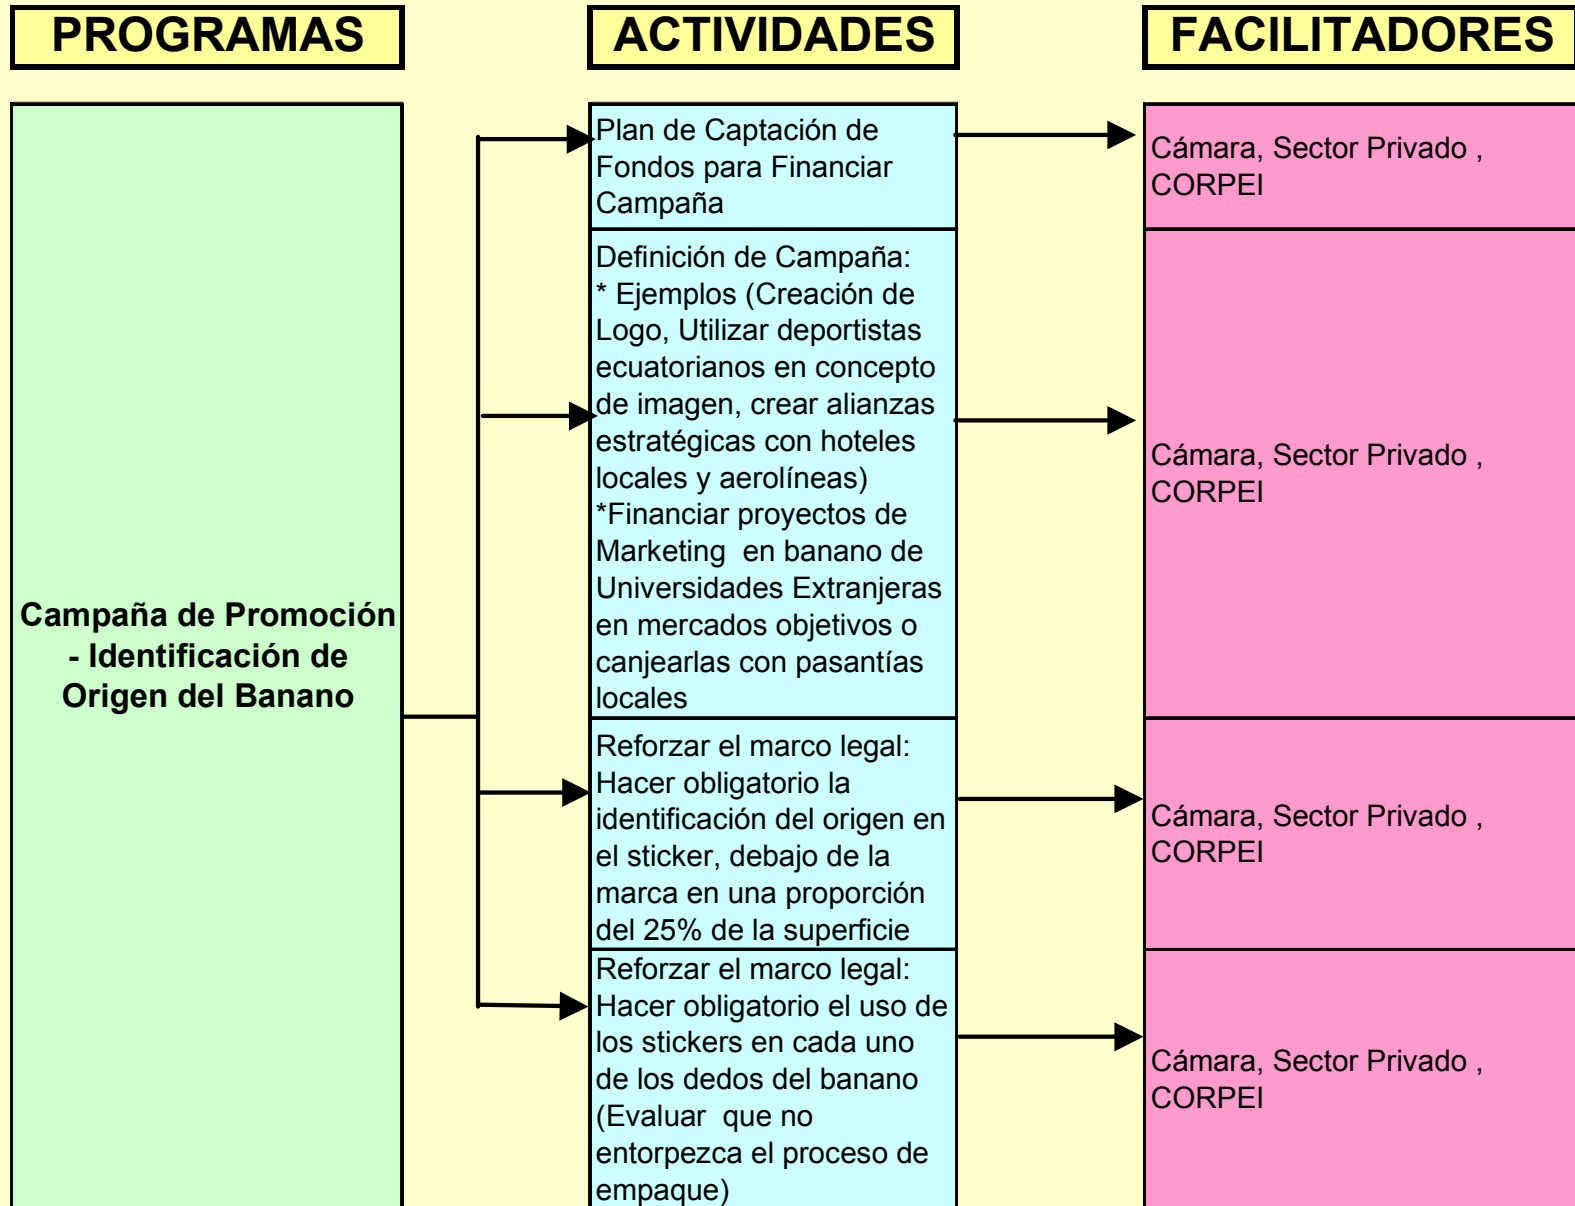 PROGRAMAS
ACTIVIDADES
FACILITADORES
Campaña de Promoción
- Identificación de
Origen del Banano
Plan de Captación de
Fondos para Financiar
Campaña
Cámara, Sector Privado ,
CORPEI
Definición de Campaña:
* Ejemplos (Creación de
Logo, Utilizar deportistas
ecuatorianos en concepto
de imagen, crear alianzas
estratégicas con hoteles
locales y aerolíneas)
*Financiar proyectos de
Marketing  en banano de
Universidades Extranjeras
en mercados objetivos o
canjearlas con pasantías
locales
Cámara, Sector Privado ,
CORPEI
Reforzar el marco legal:
Hacer obligatorio la
identificación del origen en
el sticker, debajo de la
marca en una proporción
del 25% de la superficie
Cámara, Sector Privado ,
CORPEI
Reforzar el marco legal:
Hacer obligatorio el uso de
los stickers en cada uno
de los dedos del banano
(Evaluar  que no
entorpezca el proceso de
empaque)
Cámara, Sector Privado ,
CORPEI